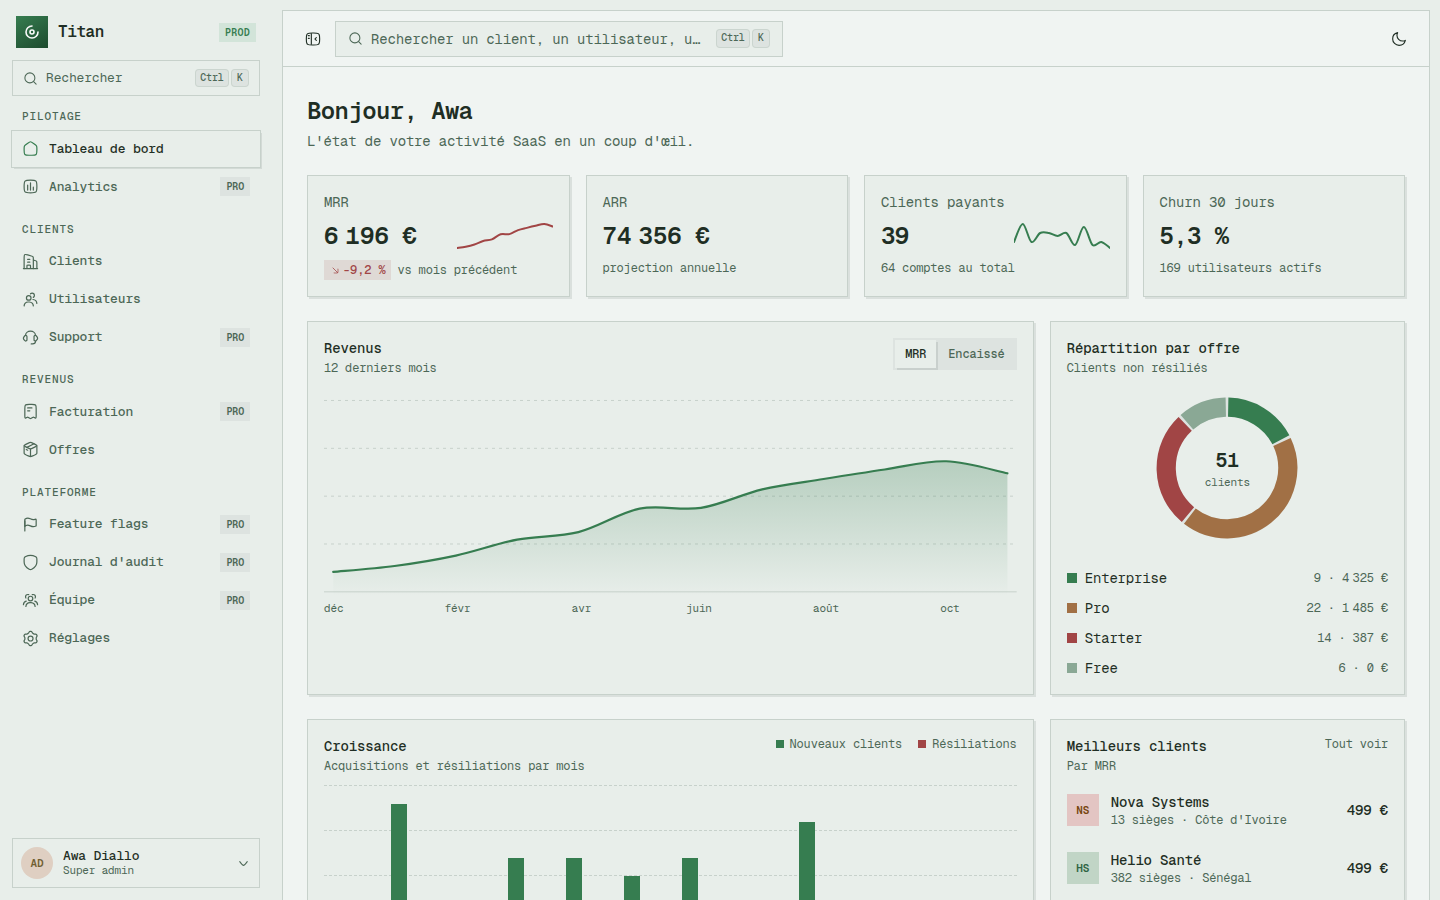 Titan
PROD
Rechercher
Ctrl K
PILOTAGE
Tableau de bord
Analytics
PRO
CLIENTS
Clients
Utilisateurs
Support
PRO
REVENUS
Facturation
PRO
Offres
PLATEFORME
Feature flags
PRO
Journal d'audit
PRO
Équipe
PRO
Réglages
AD
Awa Diallo
Super admin
Rechercher un client, un utilisateur, u…
Ctrl K
Bonjour, Awa
L'état de votre activité SaaS en un coup d'œil.
MRR
6 196 €
-9,2 % vs mois précédent
ARR
74 356 €
projection annuelle
Clients payants
39
64 comptes au total
Churn 30 jours
5,3 %
169 utilisateurs actifs
Revenus
12 derniers mois
MRR Encaissé
déc févr avr juin août oct
Répartition par offre
Clients non résiliés
51
clients
Enterprise 9 · 4 325 €
Pro 22 · 1 485 €
Starter 14 · 387 €
Free 6 · 0 €
Croissance
Acquisitions et résiliations par mois
Nouveaux clients Résiliations
Meilleurs clients
Par MRR
Tout voir
NS
Nova Systems
13 sièges · Côte d'Ivoire
499 €
HS
Helio Santé
382 sièges · Sénégal
499 €